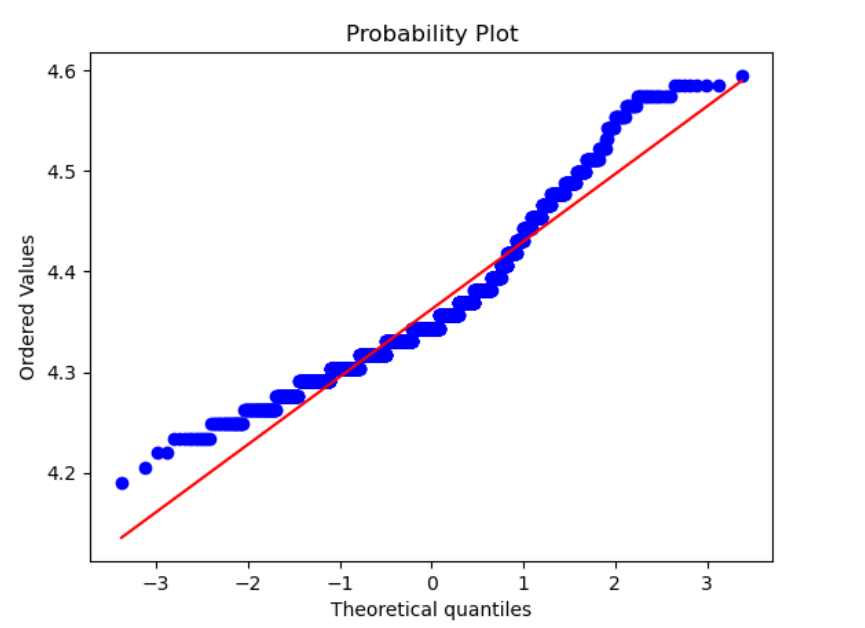 Probability Plot
4.6
4.5
4.4
4.3
4.2
Ordered Values
−3 −2 −1 0 1 2 3
Theoretical quantiles